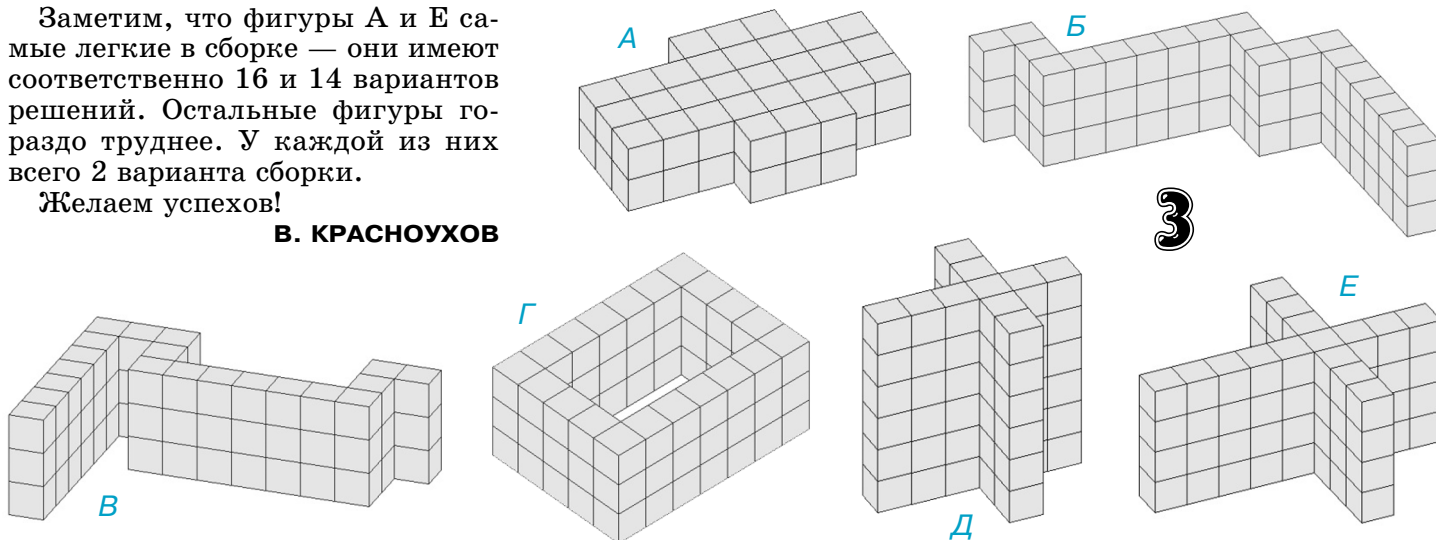 Заметим, что фигуры А и Е са-
мые легкие в сборке — они имеют
соответственно 16 и 14 вариантов
решений. Остальные фигуры го-
раздо труднее. У каждой из них
всего 2 варианта сборки.
Желаем успехов!
В. КРАСНОУХОВ
А
Б
3
В
Г
Д
Е